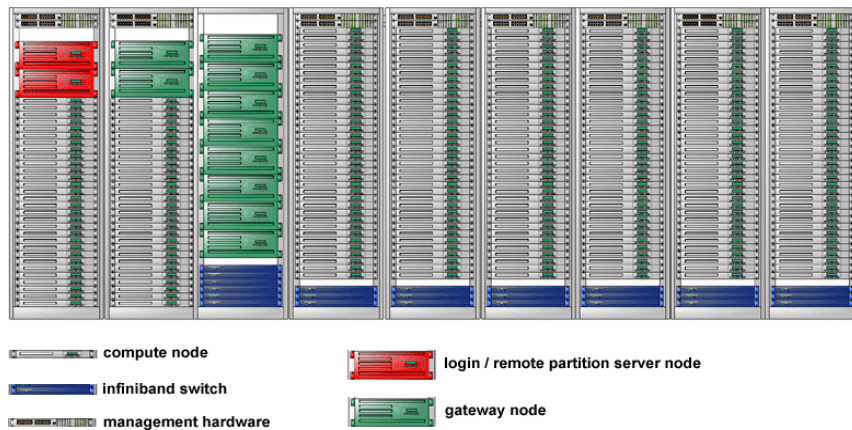 compute node
login / remote partition server node
infiniband switch
gateway node
management hardware